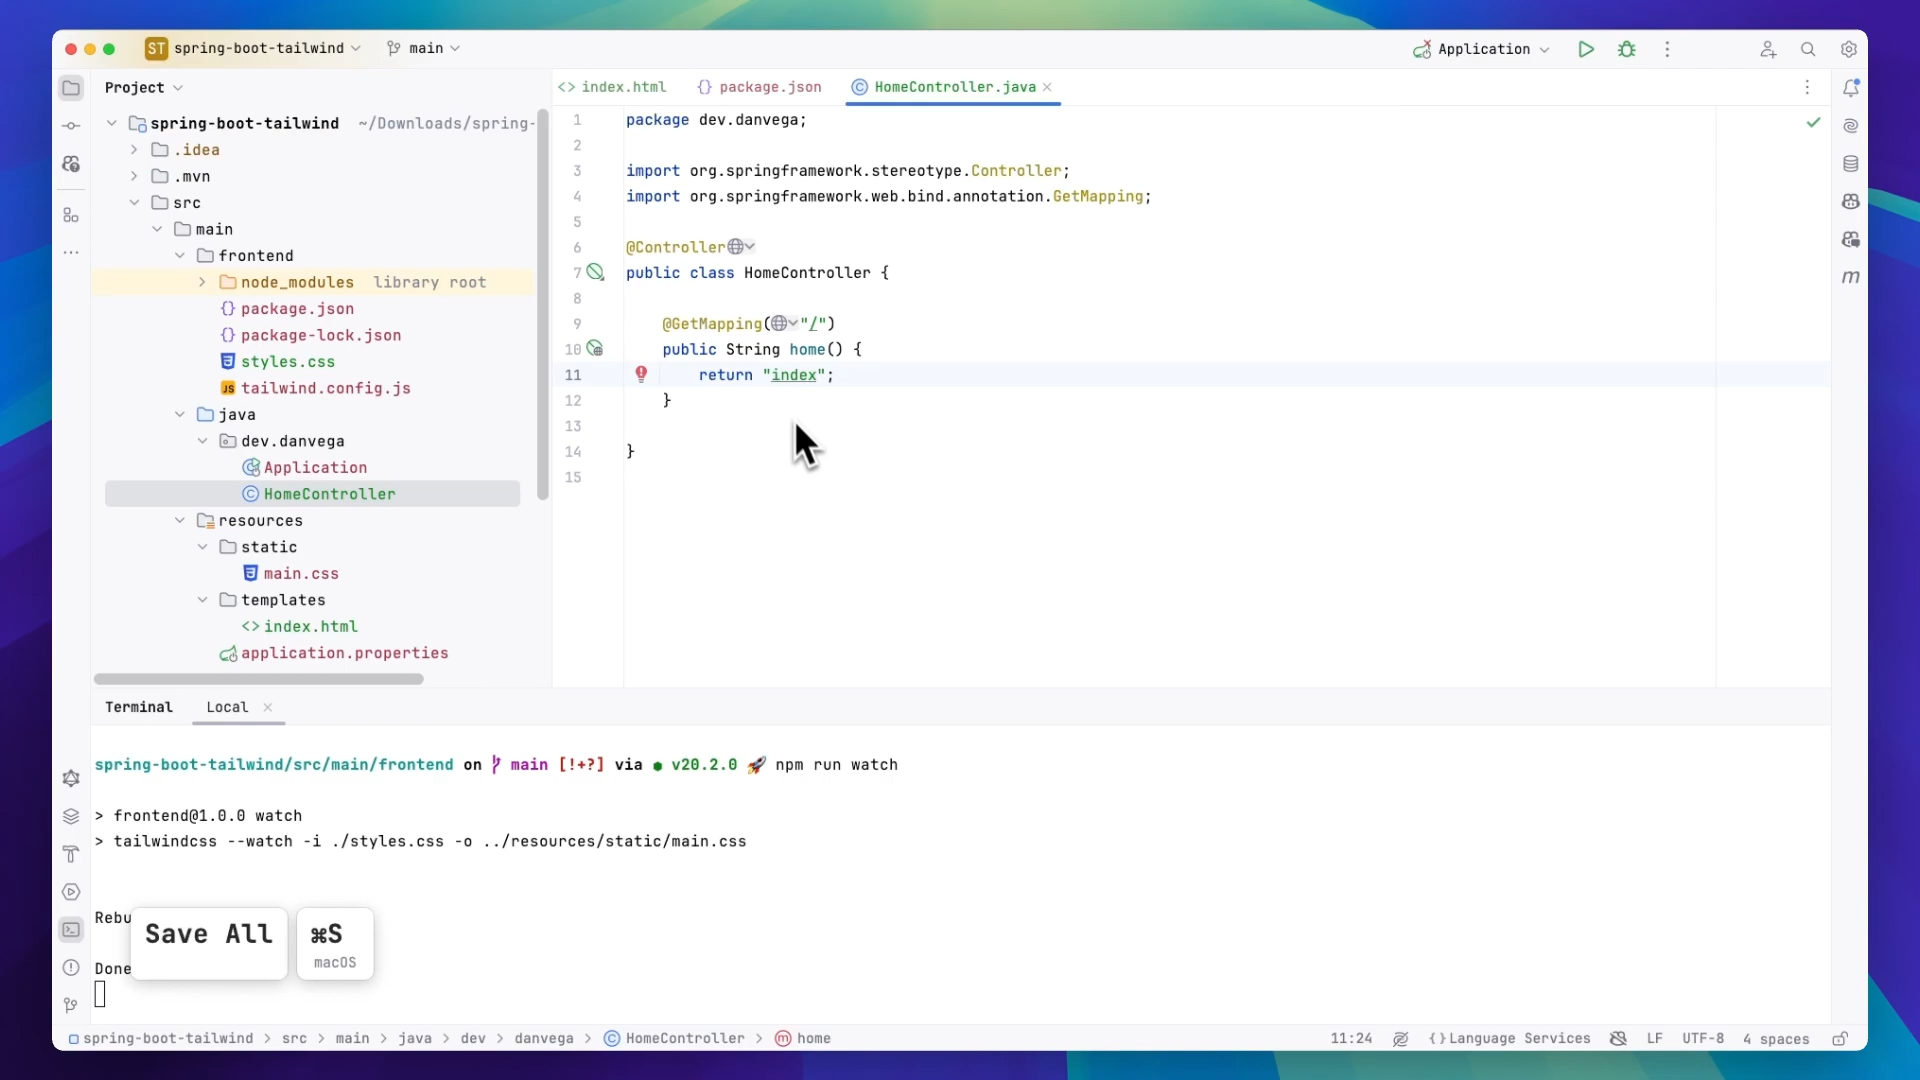 ST spring-boot-tailwind main Application
Project
index.html package.json HomeController.java
spring-boot-tailwind ~/Downloads/spring-
.idea
.mvn
src
main
frontend
node_modules library root
package.json
package-lock.json
styles.css
JS tailwind.config.js
java
dev.danvega
Application
HomeController
resources
static
main.css
templates
index.html
application.properties
1 package dev.danvega;
2
3 import org.springframework.stereotype.Controller;
4 import org.springframework.web.bind.annotation.GetMapping;
5
6 @Controller
7 public class HomeController {
8
9 @GetMapping("/")
10 public String home() {
11 return "index";
12 }
13
14 }
15
Terminal Local
spring-boot-tailwind/src/main/frontend on main [!+?] via ● v20.2.0 🚀 npm run watch
> frontend@1.0.0 watch
> tailwindcss --watch -i ./styles.css -o ../resources/static/main.css
Rebu
Done
Save All ⌘S
macOS
spring-boot-tailwind > src > main > java > dev > danvega > HomeController > home 11:24 {} Language Services LF UTF-8 4 spaces